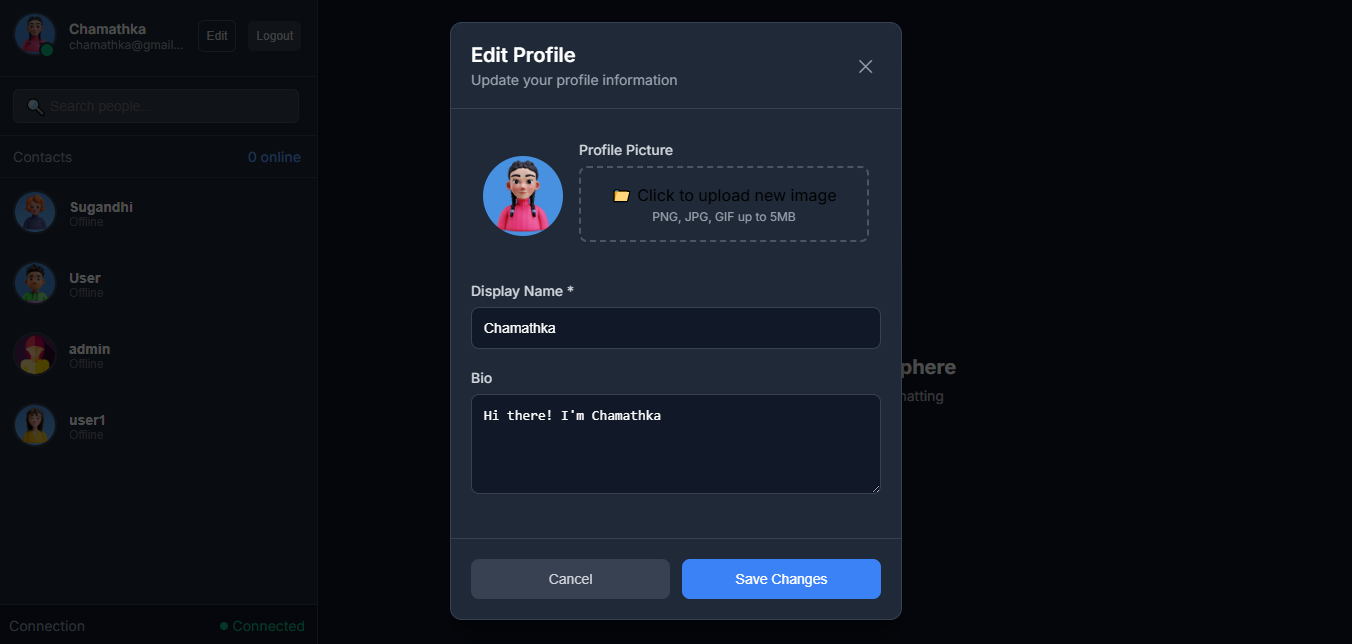 Chamathka
chamathka@gmail...
Edit
Logout
Search people...
Contacts
0 online
Sugandhi
Offline
User
Offline
admin
Offline
user1
Offline
Connection
Connected
Edit Profile
Update your profile information
Profile Picture
Click to upload new image
PNG, JPG, GIF up to 5MB
Display Name *
Chamathka
Bio
Hi there! I'm Chamathka
Cancel
Save Changes
phere
hatting